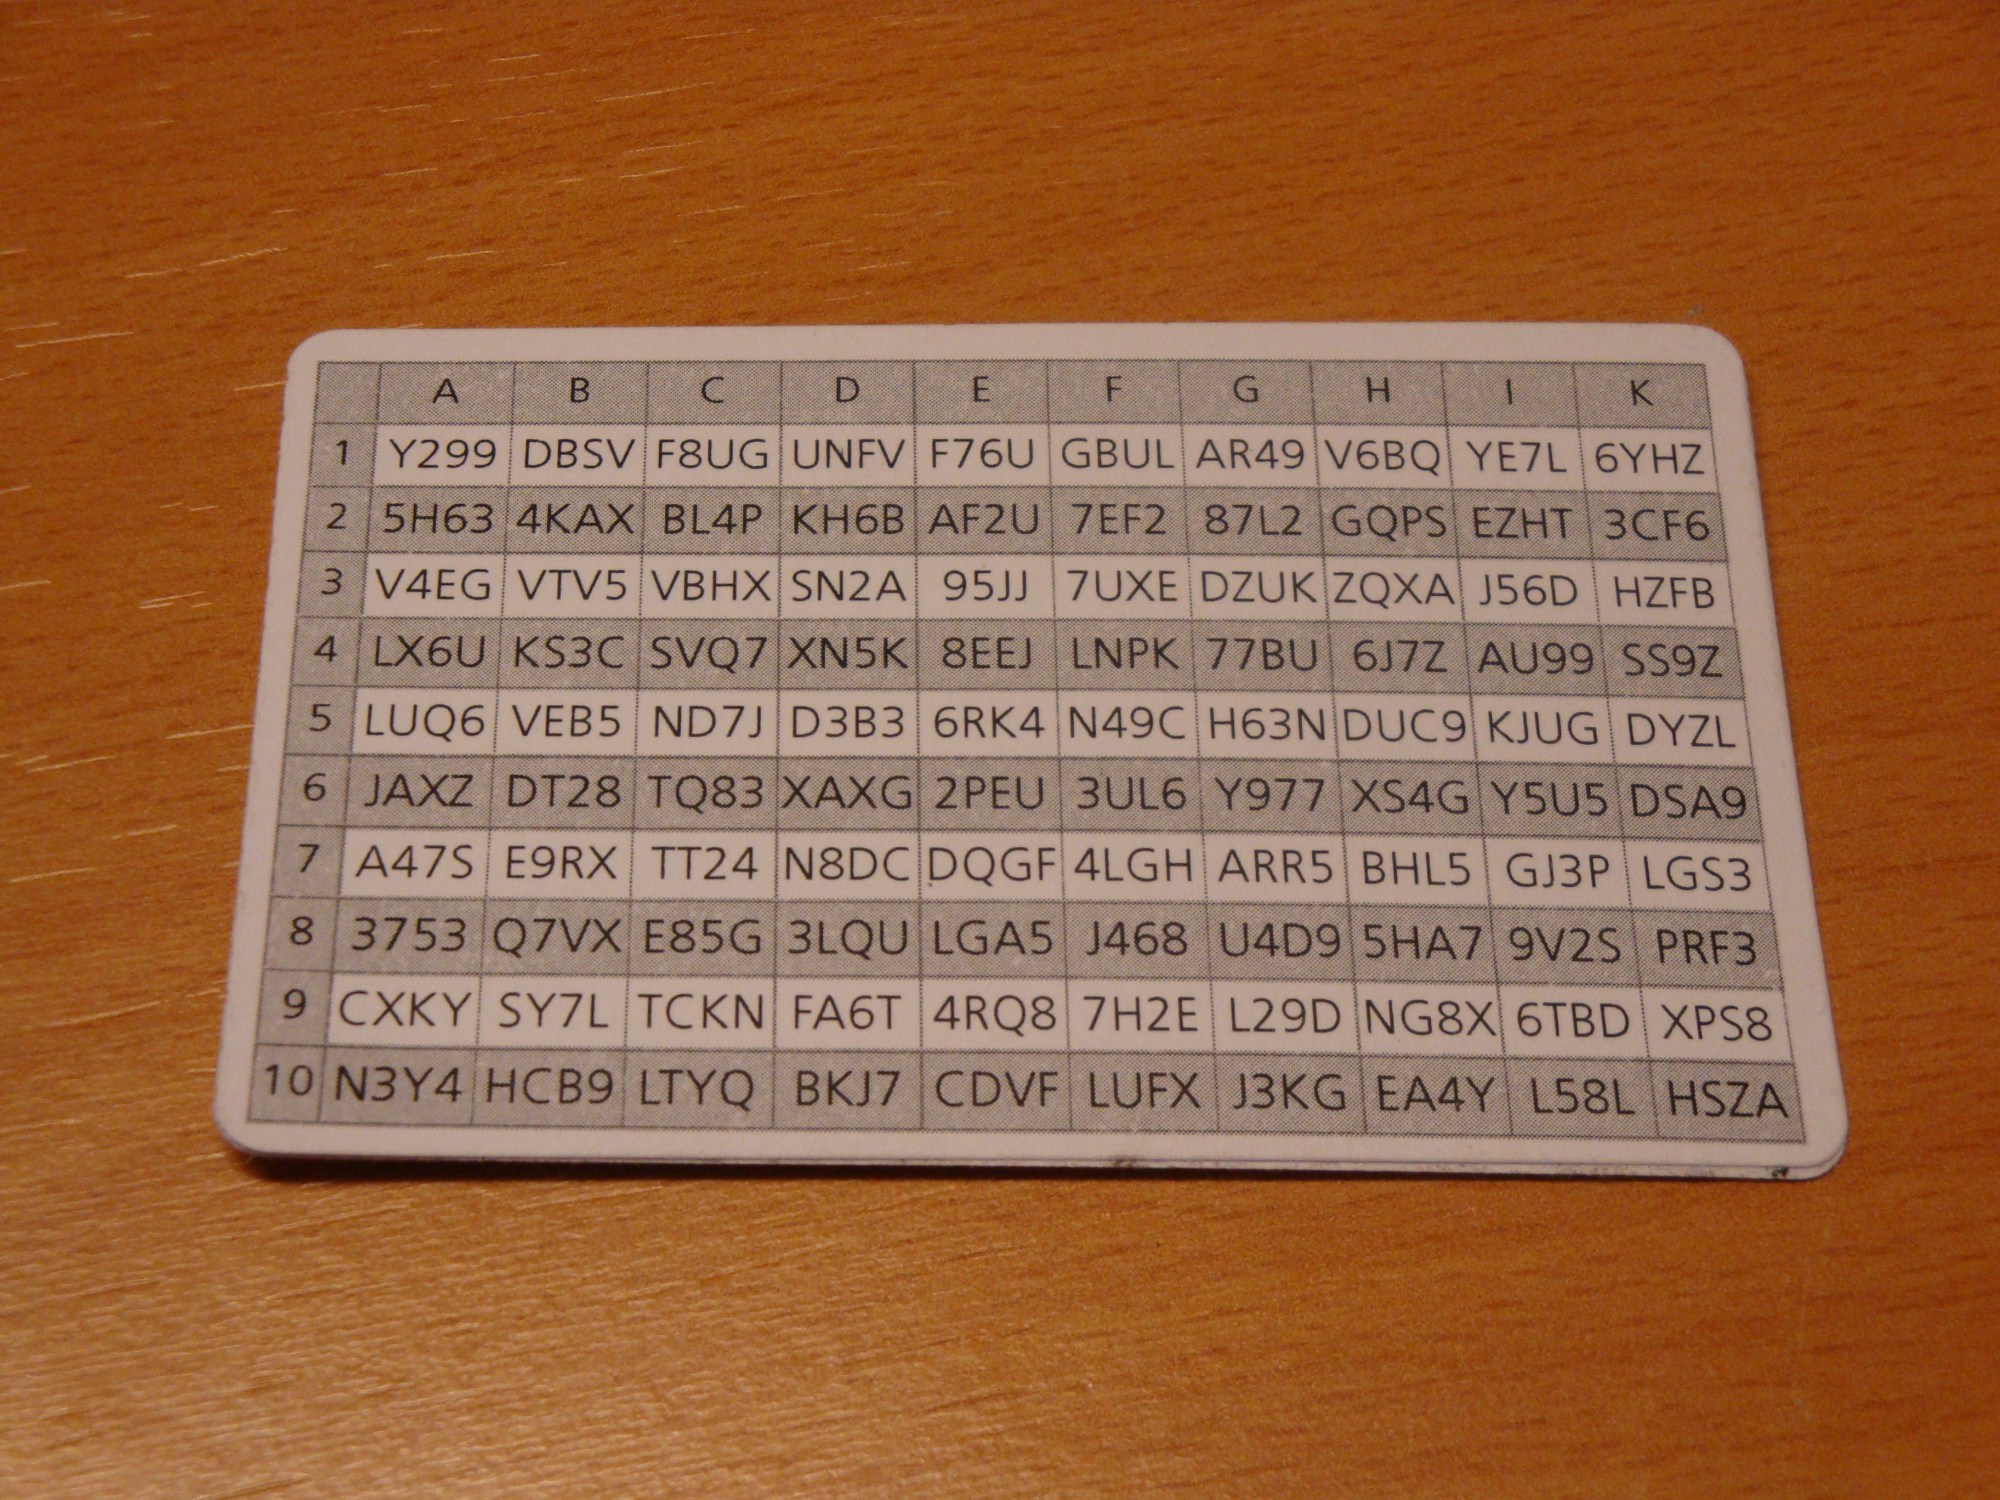 A B C D E F G H I K
1 Y299 DBSV F8UG UNFV F76U GBUL AR49 V6BQ YE7L 6YHZ
2 5H63 4KAX BL4P KH6B AF2U 7EF2 87L2 GQPS EZHT 3CF6
3 V4EG VTV5 VBHX SN2A 95JJ 7UXE DZUK ZQXA J56D HZFB
4 LX6U KS3C SVQ7 XN5K 8EEJ LNPK 77BU 6J7Z AU99 SS9Z
5 LUQ6 VEB5 ND7J D3B3 6RK4 N49C H63N DUC9 KJUG DYZL
6 JAXZ DT28 TQ83 XAXG 2PEU 3UL6 Y977 XS4G Y5U5 DSA9
7 A47S E9RX TT24 N8DC DQGF 4LGH ARR5 BHL5 GJ3P LGS3
8 3753 Q7VX E85G 3LQU LGA5 J468 U4D9 5HA7 9V2S PRF3
9 CXKY SY7L TCKN FA6T 4RQ8 7H2E L29D NG8X 6TBD XPS8
10 N3Y4 HCB9 LTYQ BKJ7 CDVF LUFX J3KG EA4Y L58L HSZA